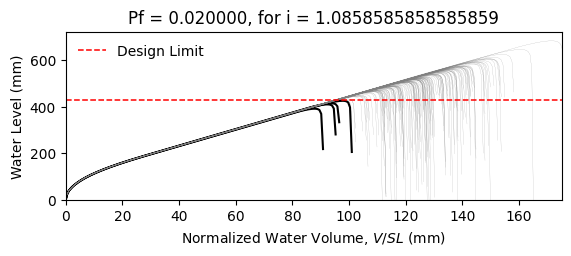 Pf = 0.020000, for i = 1.0858585858585859
Design Limit
Water Level (mm)
600
400
200
0
0 20 40 60 80 100 120 140 160
Normalized Water Volume, V/SL (mm)